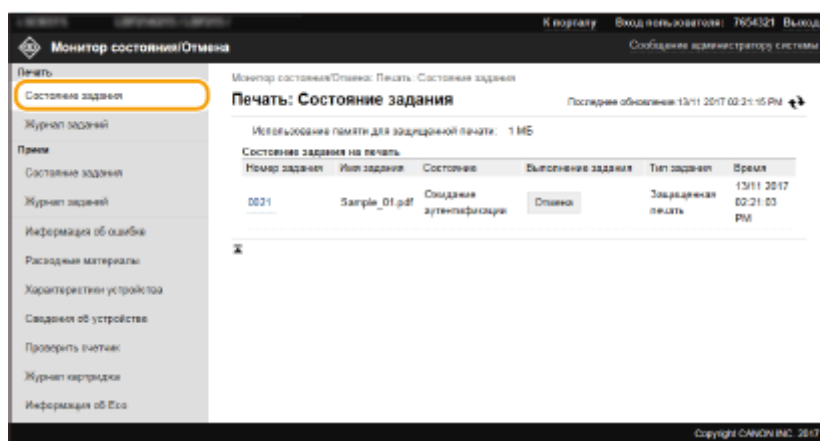 К порталу Вход пользователя: 7654321 Выход
Монитор состояния/Отмена
Сообщение администратору системы
Печать
Состояние задания
Журнал заданий
Прием
Состояние задания
Журнал заданий
Информация об ошибке
Расходные материалы
Характеристики устройства
Сведения об устройстве
Проверить счетчик
Журнал картриджа
Информация об Eco
Монитор состояния/Отмена: Печать: Состояние задания
Печать: Состояние задания
Последнее обновление: 13/11 2017 02:21:15 PM
Использование памяти для защищенной печати: 1 МБ
Состояние задания на печать
Номер задания Имя задания Состояние Выполнение задания Тип задания Время
0021 Sample_01.pdf Ожидание аутентификации Отмена Защищенная печать 13/11 2017 02:21:03 PM
Copyright CANON INC. 2017